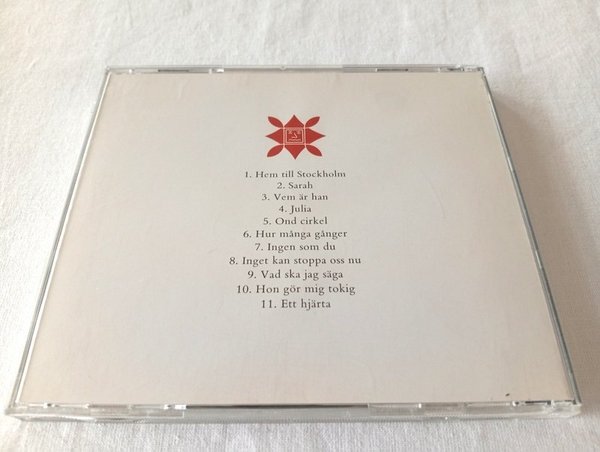 1. Hem till Stockholm
2. Sarah
3. Vem är han
4. Julia
5. Ond cirkel
6. Hur många gånger
7. Ingen som du
8. Inget kan stoppa oss nu
9. Vad ska jag säga
10. Hon gör mig tokig
11. Ett hjärta